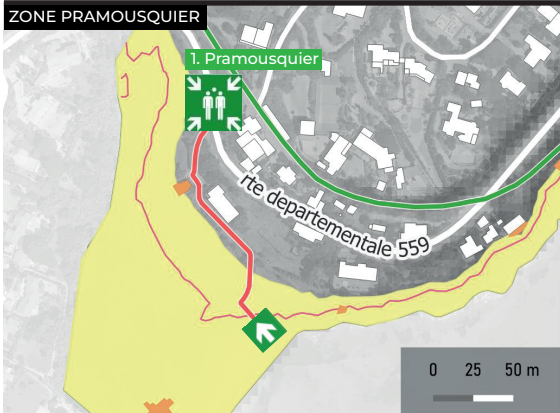 ZONE PRAMOUSQUIER
1. Pramousquier
rte departementale 559
0 25 50 m